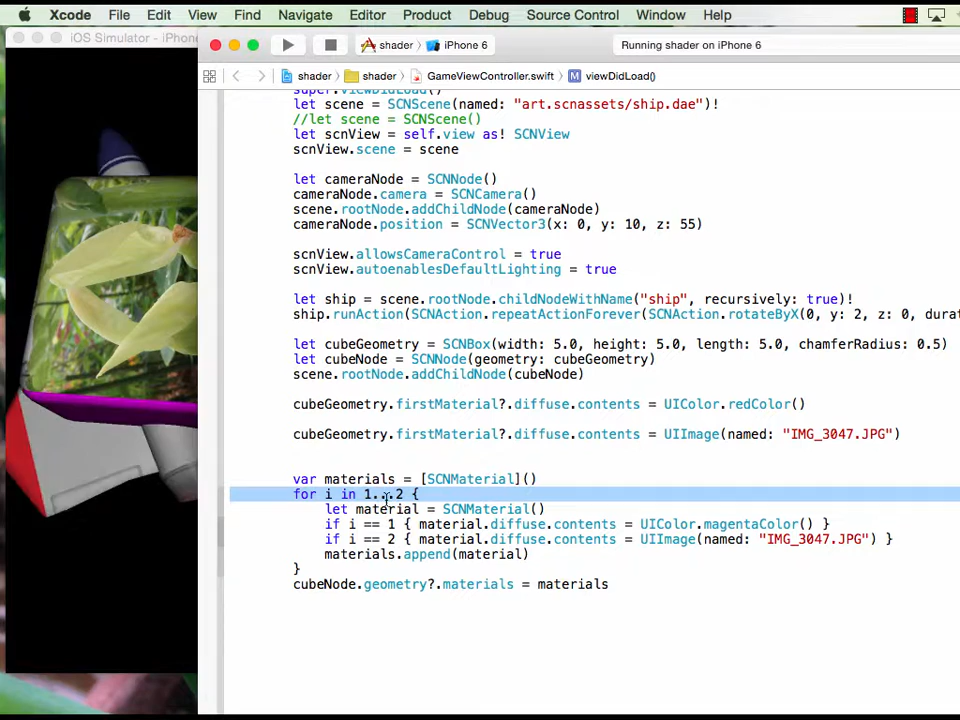 Xcode File Edit View Find Navigate Editor Product Debug Source Control Window Help
iOS Simulator - iPhone
shader iPhone 6
Running shader on iPhone 6
shader shader GameViewController.swift M viewDidLoad()
super.viewDidLoad()
let scene = SCNScene(named: "art.scnassets/ship.dae")!
//let scene = SCNScene()
let scnView = self.view as! SCNView
scnView.scene = scene
let cameraNode = SCNNode()
cameraNode.camera = SCNCamera()
scene.rootNode.addChildNode(cameraNode)
cameraNode.position = SCNVector3(x: 0, y: 10, z: 55)
scnView.allowsCameraControl = true
scnView.autoenablesDefaultLighting = true
let ship = scene.rootNode.childNodeWithName("ship", recursively: true)!
ship.runAction(SCNAction.repeatActionForever(SCNAction.rotateByX(0, y: 2, z: 0, durat
let cubeGeometry = SCNBox(width: 5.0, height: 5.0, length: 5.0, chamferRadius: 0.5)
let cubeNode = SCNNode(geometry: cubeGeometry)
scene.rootNode.addChildNode(cubeNode)
cubeGeometry.firstMaterial?.diffuse.contents = UIColor.redColor()
cubeGeometry.firstMaterial?.diffuse.contents = UIImage(named: "IMG_3047.JPG")
var materials = [SCNMaterial]()
for i in 1...2 {
let material = SCNMaterial()
if i == 1 { material.diffuse.contents = UIColor.magentaColor() }
if i == 2 { material.diffuse.contents = UIImage(named: "IMG_3047.JPG") }
materials.append(material)
}
cubeNode.geometry?.materials = materials